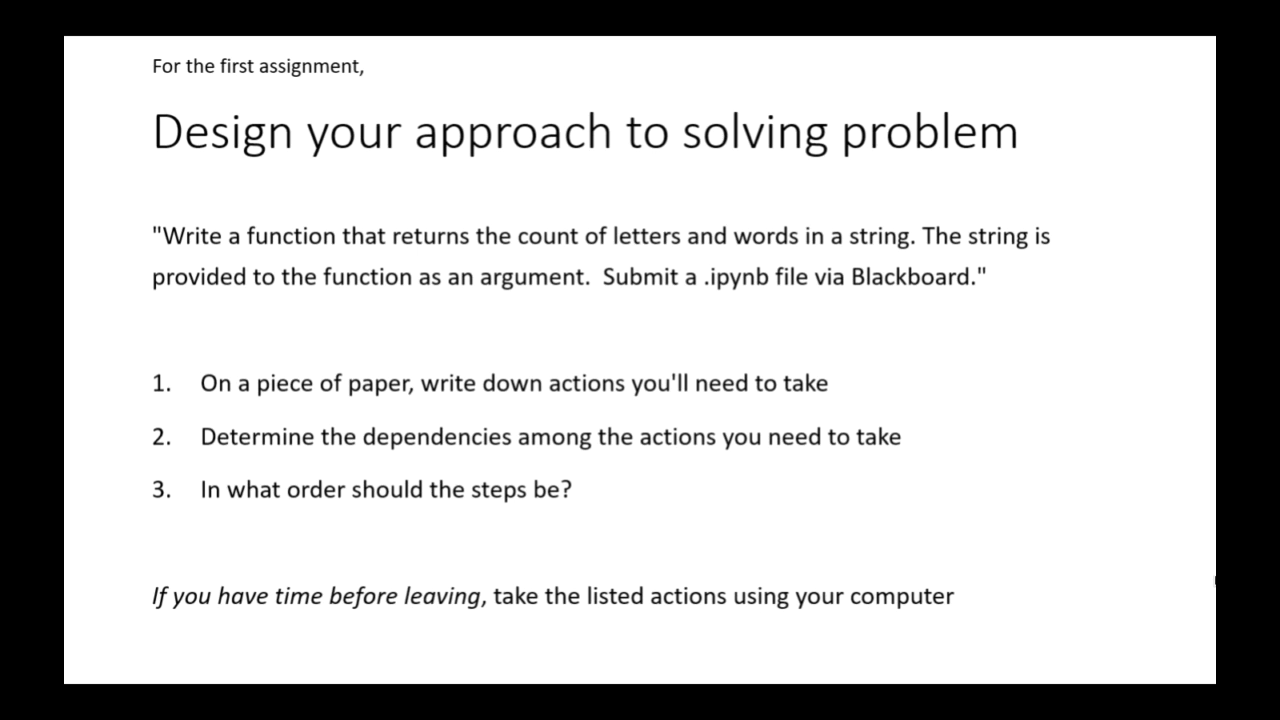 For the first assignment,
Design your approach to solving problem
"Write a function that returns the count of letters and words in a string. The string is
provided to the function as an argument.  Submit a .ipynb file via Blackboard."
1. On a piece of paper, write down actions you'll need to take
2. Determine the dependencies among the actions you need to take
3. In what order should the steps be?
If you have time before leaving, take the listed actions using your computer